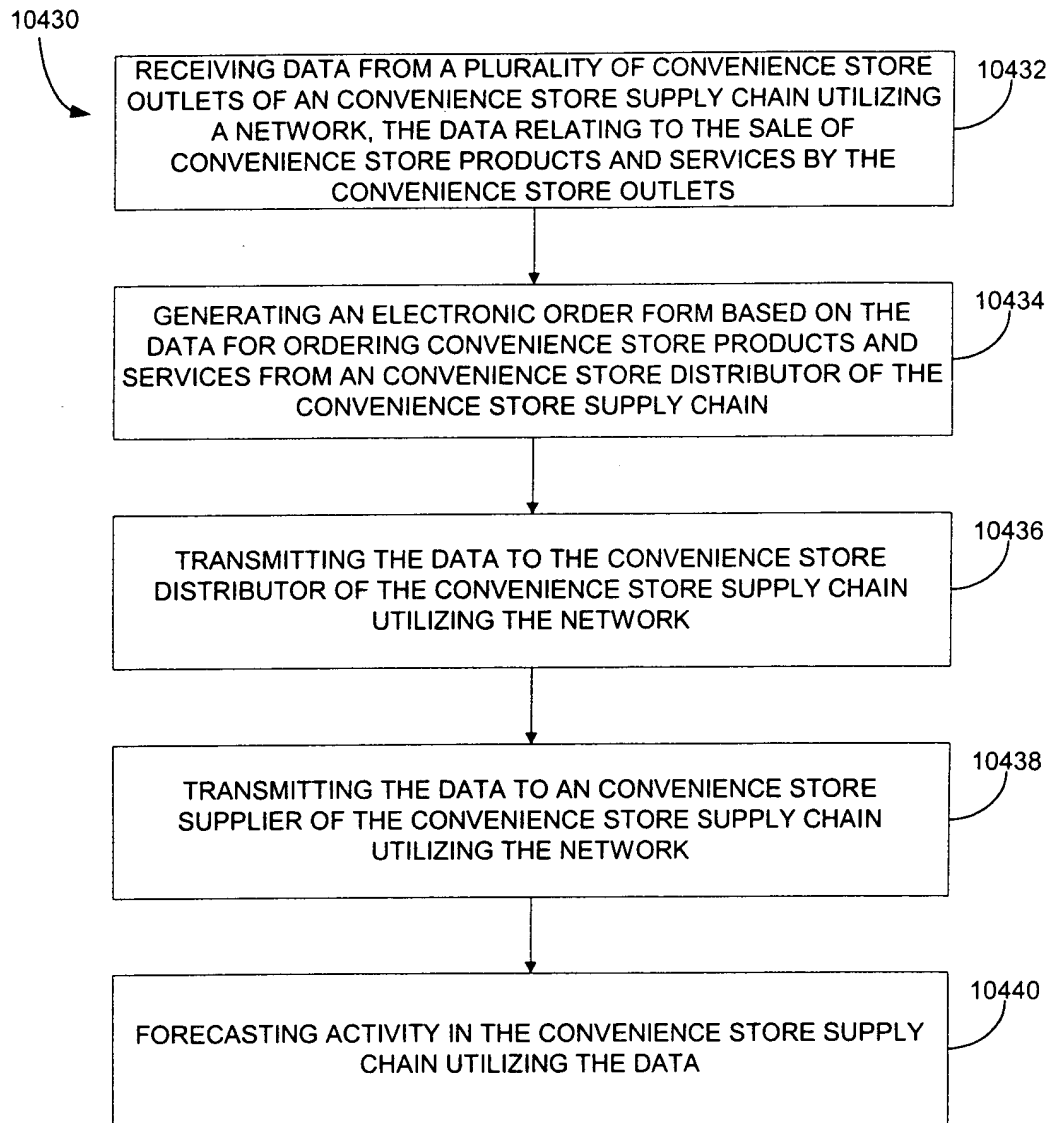 10430
RECEIVING DATA FROM A PLURALITY OF CONVENIENCE STORE
OUTLETS OF AN CONVENIENCE STORE SUPPLY CHAIN UTILIZING
A NETWORK, THE DATA RELATING TO THE SALE OF
CONVENIENCE STORE PRODUCTS AND SERVICES BY THE
CONVENIENCE STORE OUTLETS
10432
GENERATING AN ELECTRONIC ORDER FORM BASED ON THE
DATA FOR ORDERING CONVENIENCE STORE PRODUCTS AND
SERVICES FROM AN CONVENIENCE STORE DISTRIBUTOR OF THE
CONVENIENCE STORE SUPPLY CHAIN
10434
TRANSMITTING THE DATA TO THE CONVENIENCE STORE
DISTRIBUTOR OF THE CONVENIENCE STORE SUPPLY CHAIN
UTILIZING THE NETWORK
10436
TRANSMITTING THE DATA TO AN CONVENIENCE STORE
SUPPLIER OF THE CONVENIENCE STORE SUPPLY CHAIN
UTILIZING THE NETWORK
10438
FORECASTING ACTIVITY IN THE CONVENIENCE STORE SUPPLY
CHAIN UTILIZING THE DATA
10440